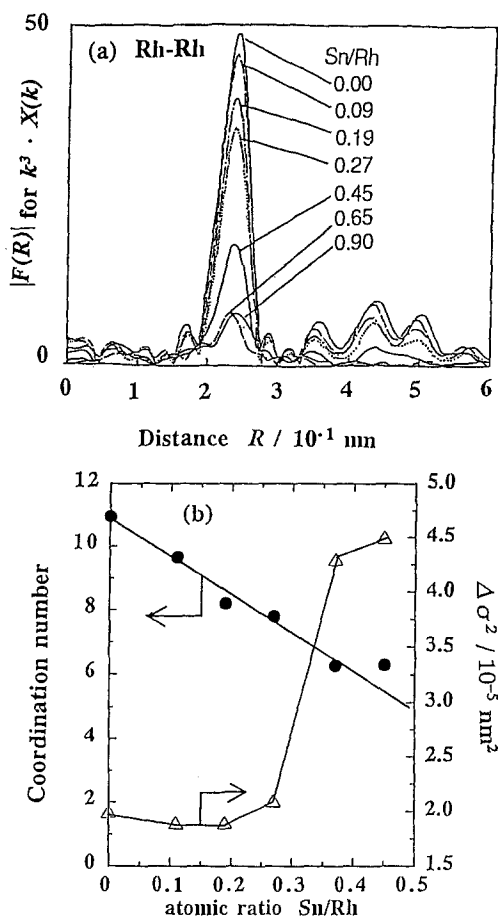 50
(a) Rh-Rh
Sn/Rh
0.00
0.09
0.19
0.27
0.45
0.65
0.90
|F(R)| for k³ · X(k)
0
0 1 2 3 4 5 6
Distance R / 10⁻¹ nm
(b)
12
10
8
6
4
2
0
Coordination number
5.0
4.5
4.0
3.5
3.0
2.5
2.0
1.5
Δσ² / 10⁻⁵ nm²
0 0.1 0.2 0.3 0.4 0.5
atomic ratio Sn/Rh